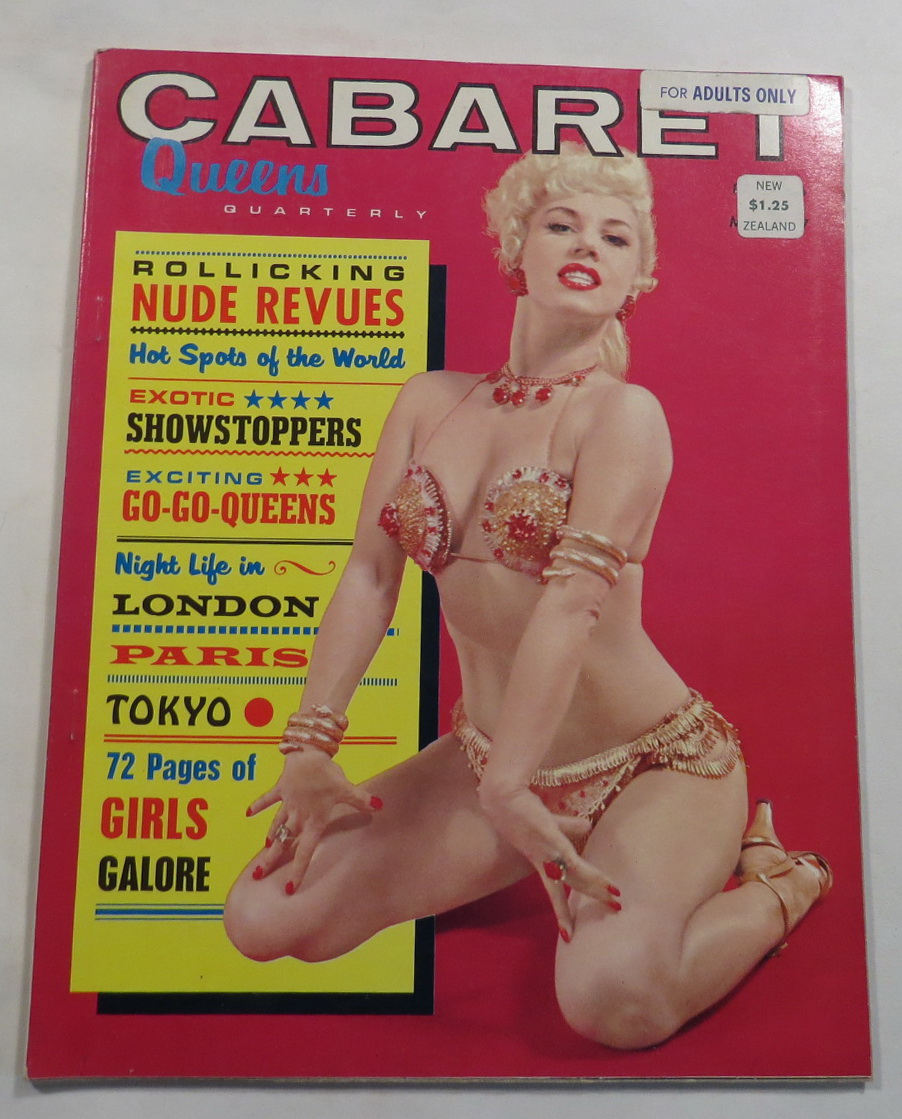 CABARET
FOR ADULTS ONLY
Queens
QUARTERLY
NEW
$1.25
ZEALAND
ROLLICKING
NUDE REVUES
Hot Spots of the World
EXOTIC
SHOWSTOPPERS
EXCITING
GO-GO-QUEENS
Night Life in
LONDON
PARIS
TOKYO
72 Pages of
GIRLS
GALORE